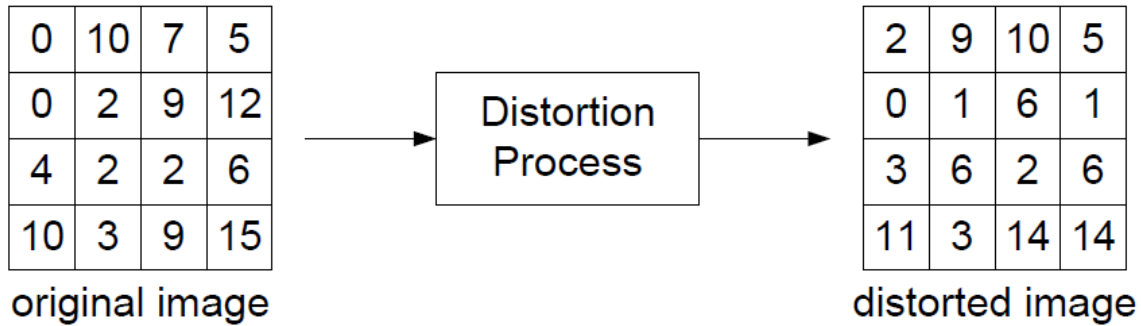 0 10 7 5
0 2 9 12
4 2 2 6
10 3 9 15
original image
Distortion
Process
2 9 10 5
0 1 6 1
3 6 2 6
11 3 14 14
distorted image